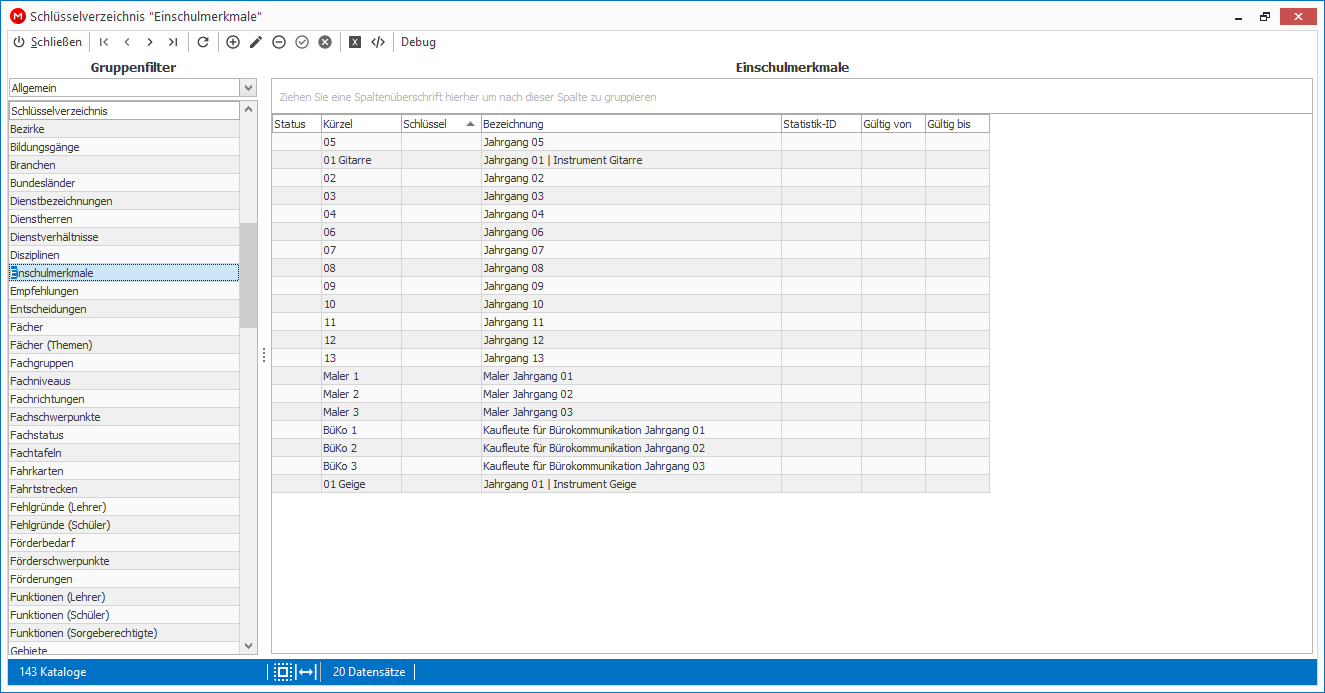 Schlüsselverzeichnis "Einschulmerkmale"
Schließen Debug
Gruppenfilter
Allgemein
Schlüsselverzeichnis
Bezirke
Bildungsgänge
Branchen
Bundesländer
Dienstbezeichnungen
Dienstherren
Dienstverhältnisse
Disziplinen
Einschulmerkmale
Empfehlungen
Entscheidungen
Fächer
Fächer (Themen)
Fachgruppen
Fachniveaus
Fachrichtungen
Fachschwerpunkte
Fachstatus
Fachtafeln
Fahrkarten
Fahrtstrecken
Fehlgründe (Lehrer)
Fehlgründe (Schüler)
Förderbedarf
Förderschwerpunkte
Förderungen
Funktionen (Lehrer)
Funktionen (Schüler)
Funktionen (Sorgeberechtigte)
Gebiete
Einschulmerkmale
Ziehen Sie eine Spaltenüberschrift hierher um nach dieser Spalte zu gruppieren
Status Kürzel Schlüssel Bezeichnung Statistik-ID Gültig von Gültig bis
05 Jahrgang 05
01 Gitarre Jahrgang 01 | Instrument Gitarre
02 Jahrgang 02
03 Jahrgang 03
04 Jahrgang 04
06 Jahrgang 06
07 Jahrgang 07
08 Jahrgang 08
09 Jahrgang 09
10 Jahrgang 10
11 Jahrgang 11
12 Jahrgang 12
13 Jahrgang 13
Maler 1 Maler Jahrgang 01
Maler 2 Maler Jahrgang 02
Maler 3 Maler Jahrgang 03
BüKo 1 Kaufleute für Bürokommunikation Jahrgang 01
BüKo 2 Kaufleute für Bürokommunikation Jahrgang 02
BüKo 3 Kaufleute für Bürokommunikation Jahrgang 03
01 Geige Jahrgang 01 | Instrument Geige
143 Kataloge 20 Datensätze